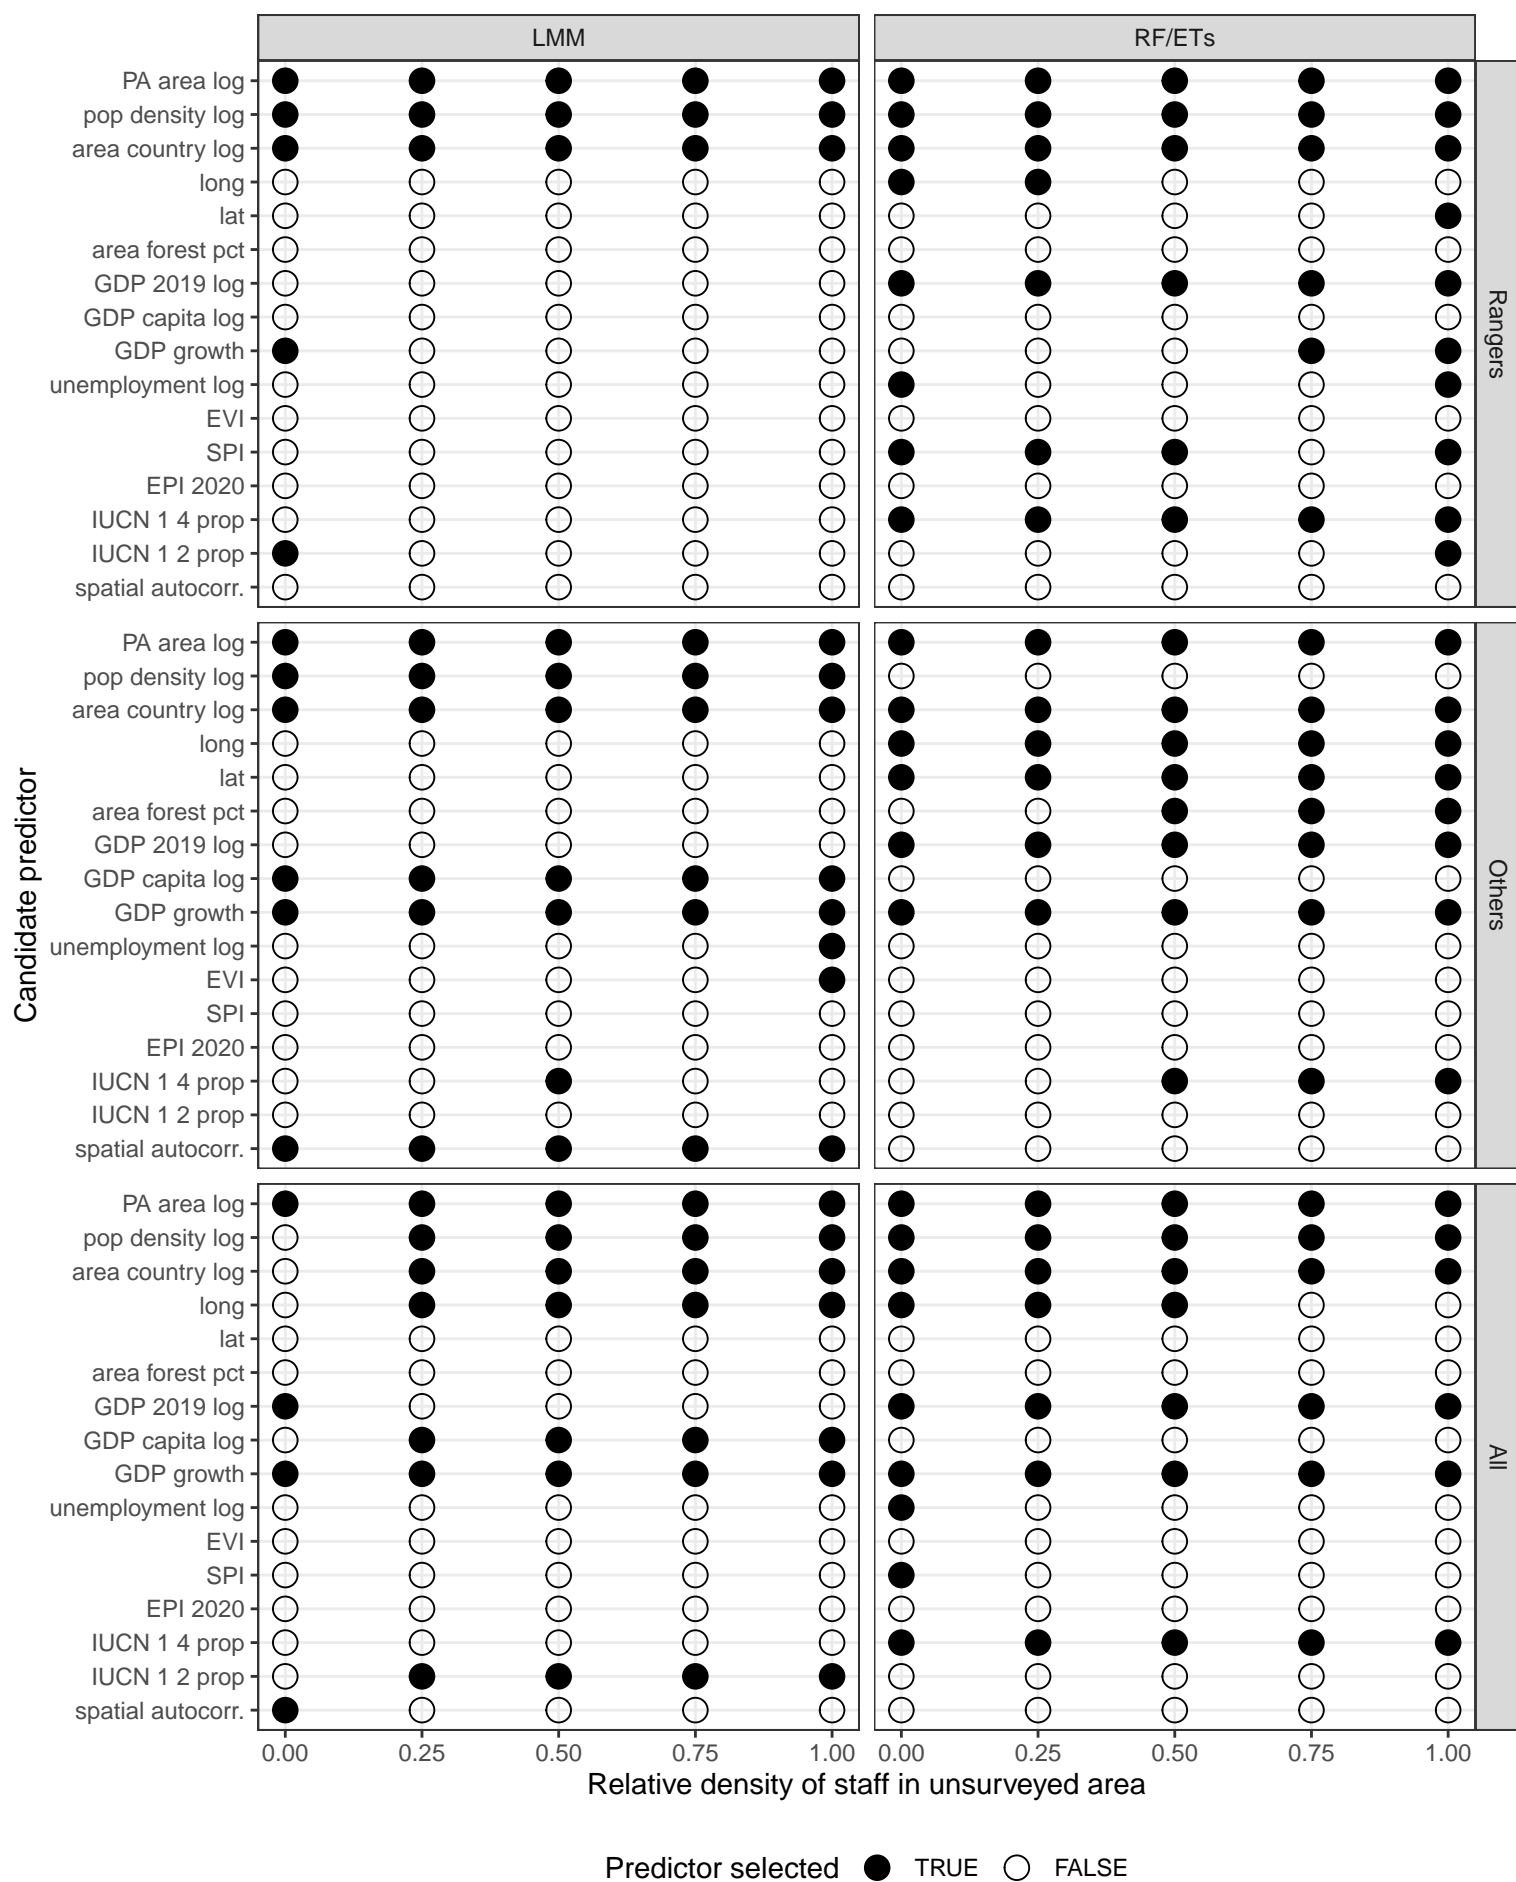 LMM
RF/ETs
PA area log
pop density log
area country log
long
lat
area forest pct
GDP 2019 log
GDP capita log
GDP growth
unemployment log
EVI
SPI
EPI 2020
IUCN 1 4 prop
IUCN 1 2 prop
spatial autocorr.
Rangers
PA area log
pop density log
area country log
long
lat
area forest pct
GDP 2019 log
GDP capita log
GDP growth
unemployment log
EVI
SPI
EPI 2020
IUCN 1 4 prop
IUCN 1 2 prop
spatial autocorr.
Others
Candidate predictor
PA area log
pop density log
area country log
long
lat
area forest pct
GDP 2019 log
GDP capita log
GDP growth
unemployment log
EVI
SPI
EPI 2020
IUCN 1 4 prop
IUCN 1 2 prop
spatial autocorr.
All
0.00 0.25 0.50 0.75 1.00 0.00 0.25 0.50 0.75 1.00
Relative density of staff in unsurveyed area
Predictor selected TRUE FALSE